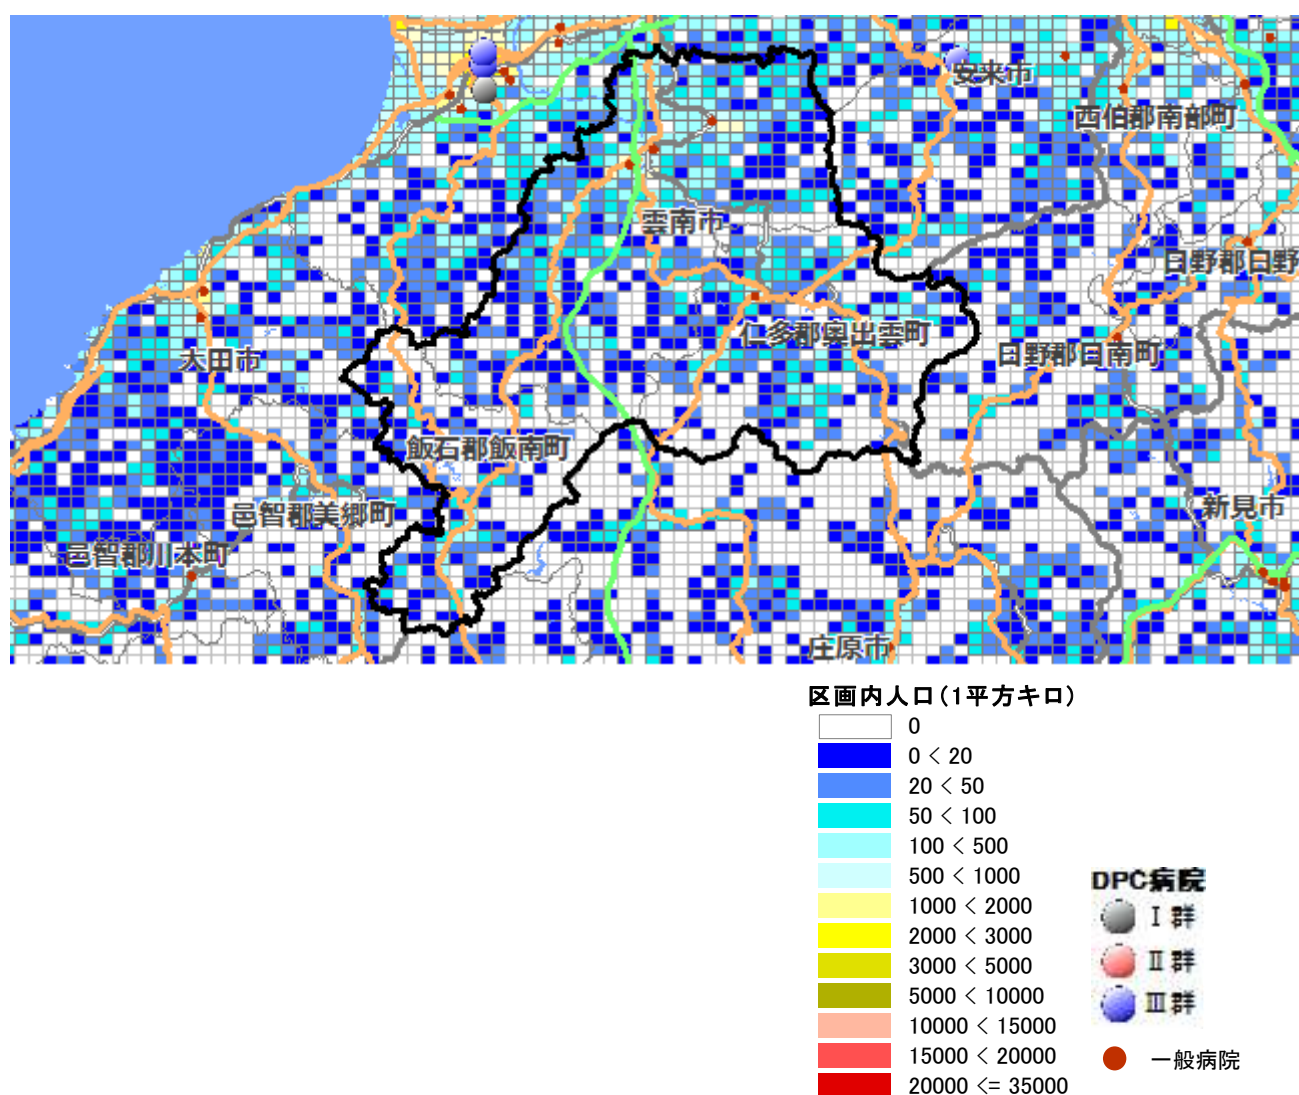 安来市
西伯郡南部町
雲南市
日野郡日野
仁多郡奥出雲町
大田市
日野郡日南町
飯石郡飯南町
邑智郡美郷町
新見市
邑智郡川本町
庄原市
区画内人口(1平方キロ)
0
0 < 20
20 < 50
50 < 100
100 < 500
500 < 1000
1000 < 2000
2000 < 3000
3000 < 5000
5000 < 10000
10000 < 15000
15000 < 20000
20000 <= 35000
DPC病院
Ⅰ群
Ⅱ群
Ⅲ群
一般病院